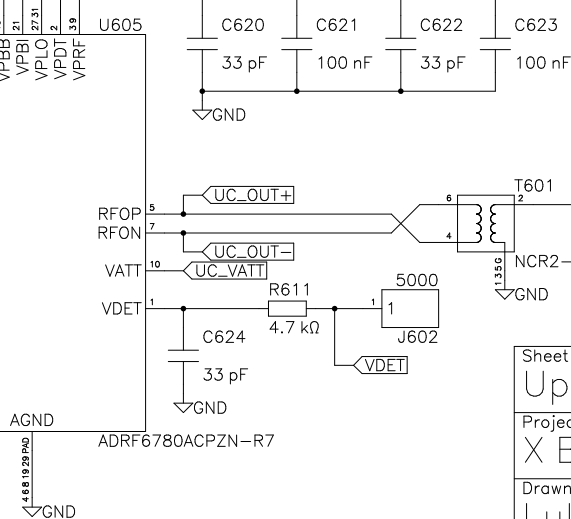 U605
21
27 31
2
39
VPBB
VPBI
VPLO
VPDT
VPRF
C620
33 pF
C621
100 nF
C622
33 pF
C623
100 nF
GND
RFOP
5
UC_OUT+
RFON
7
UC_OUT-
VATT
10
UC_VATT
VDET
1
R611
4.7 kΩ
5000
1
1
J602
VDET
C624
33 pF
GND
T601
6
2
4
NCR2-
1 3 5 G
GND
AGND
ADRF6780ACPZN-R7
4 6 8 19 29 PAD
GND
Sheet
Up
Projec
X B
Drawn